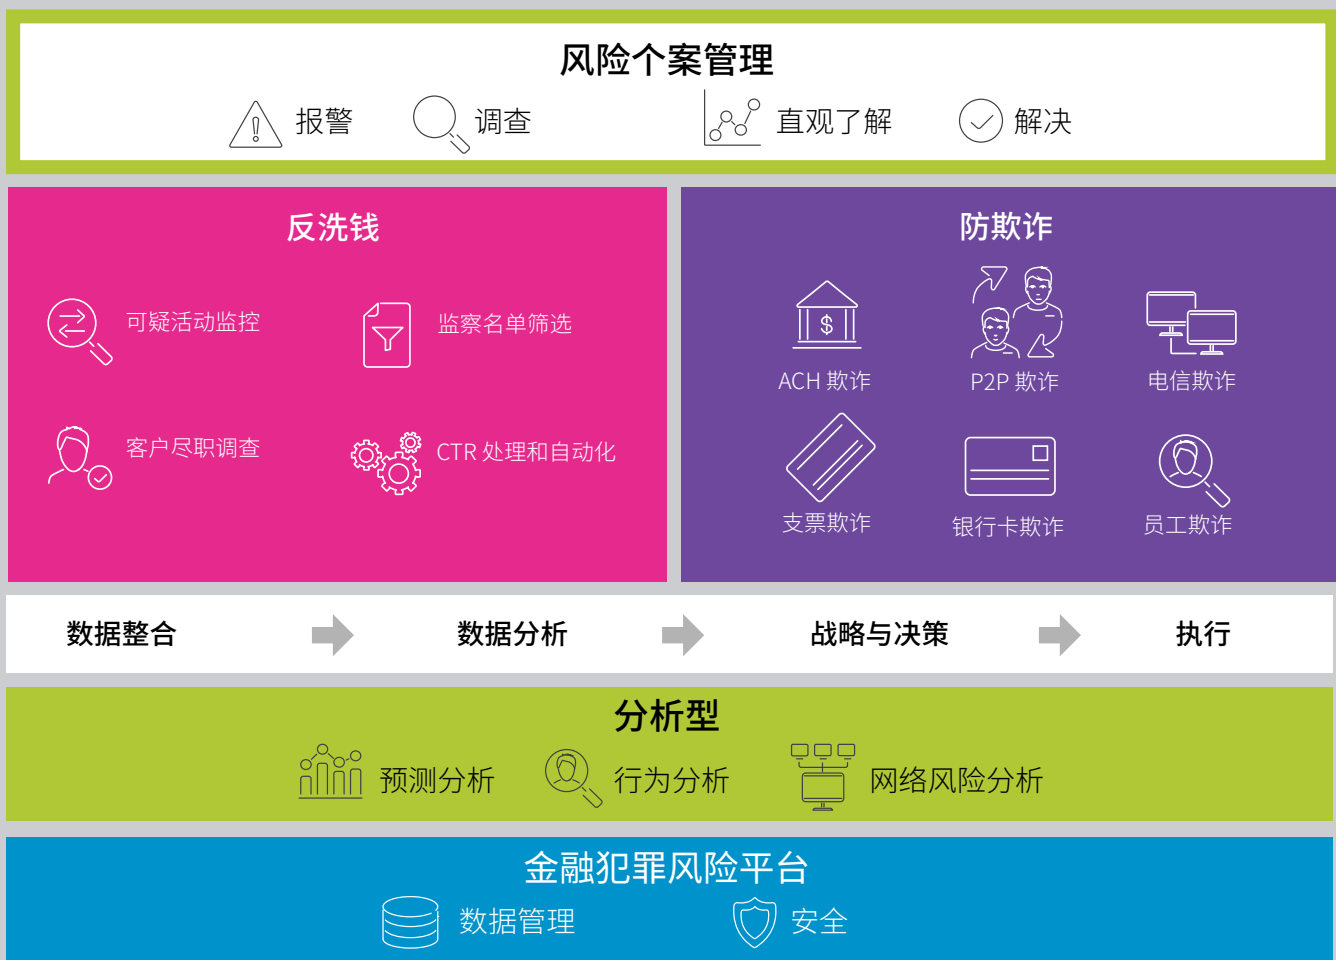 风险个案管理
报警
调查
直观了解
解决
反洗钱
可疑活动监控
监察名单筛选
客户尽职调查
CTR 处理和自动化
防欺诈
$
ACH 欺诈
P2P 欺诈
电信欺诈
支票欺诈
银行卡欺诈
员工欺诈
数据整合
数据分析
战略与决策
执行
分析型
预测分析
行为分析
网络风险分析
金融犯罪风险平台
数据管理
安全